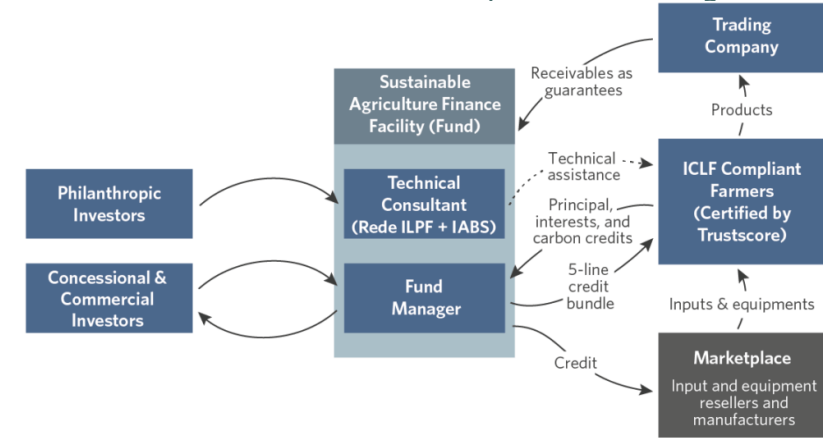 Trading
Company
Receivables as
guarantees
Sustainable
Agriculture Finance
Facility (Fund)
Products
Technical
assistance
ICLF Compliant
Farmers
(Certified by
Trustscore)
Philanthropic
Investors
Technical
Consultant
(Rede ILPF + IABS)
Principal,
interests, and
carbon credits
Concessional &
Commercial
Investors
Fund
Manager
5-line
credit
bundle
Inputs & equipments
Credit
Marketplace
Input and equipment
resellers and
manufacturers